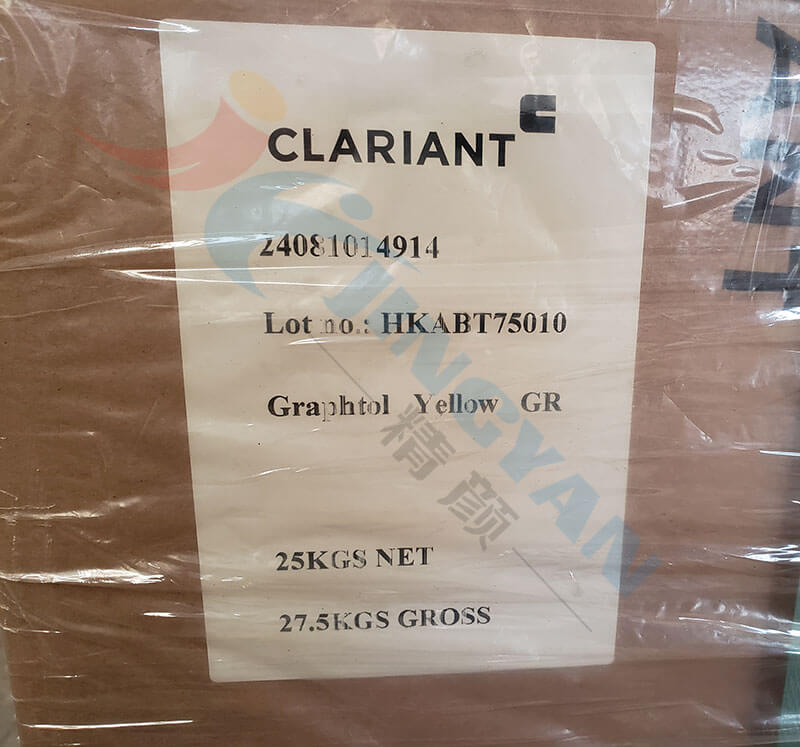 CLARIANT
24081014914
Lot no.: HKABT75010
Graphtol Yellow GR
25KGS NET
27.5KGS GROSS
JINGYAN
精颜